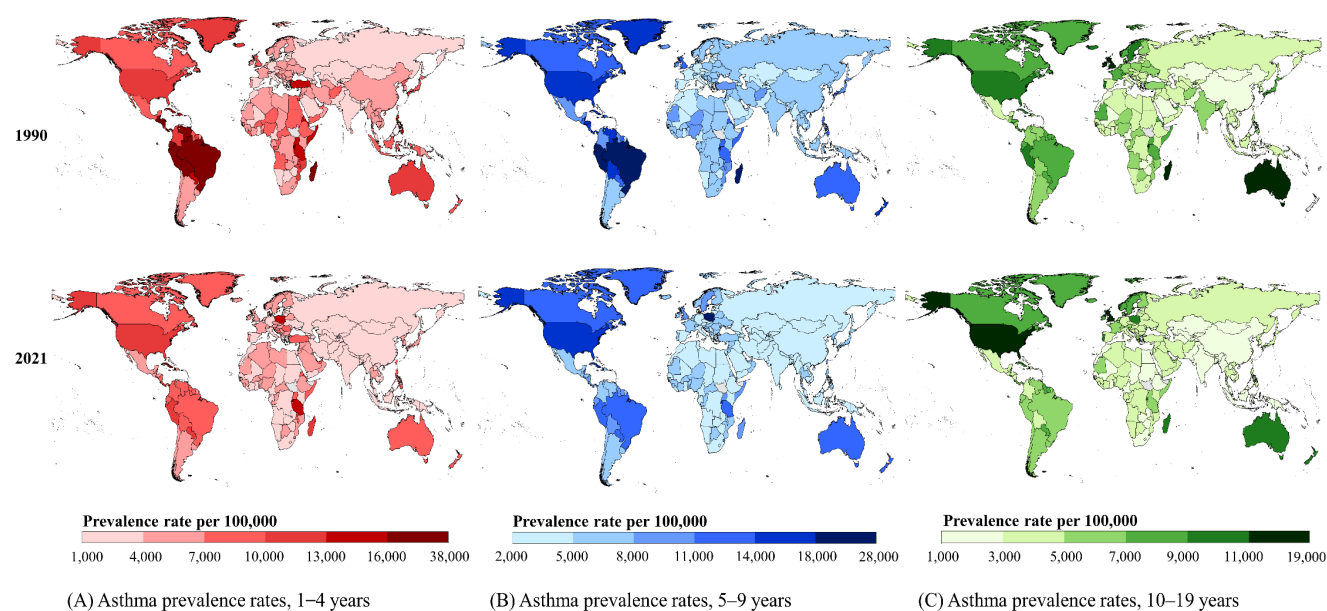 1990
2021
Prevalence rate per 100,000
1,000 4,000 7,000 10,000 13,000 16,000 38,000
(A) Asthma prevalence rates, 1–4 years
Prevalence rate per 100,000
2,000 5,000 8,000 11,000 14,000 18,000 28,000
(B) Asthma prevalence rates, 5–9 years
Prevalence rate per 100,000
1,000 3,000 5,000 7,000 9,000 11,000 19,000
(C) Asthma prevalence rates, 10–19 years